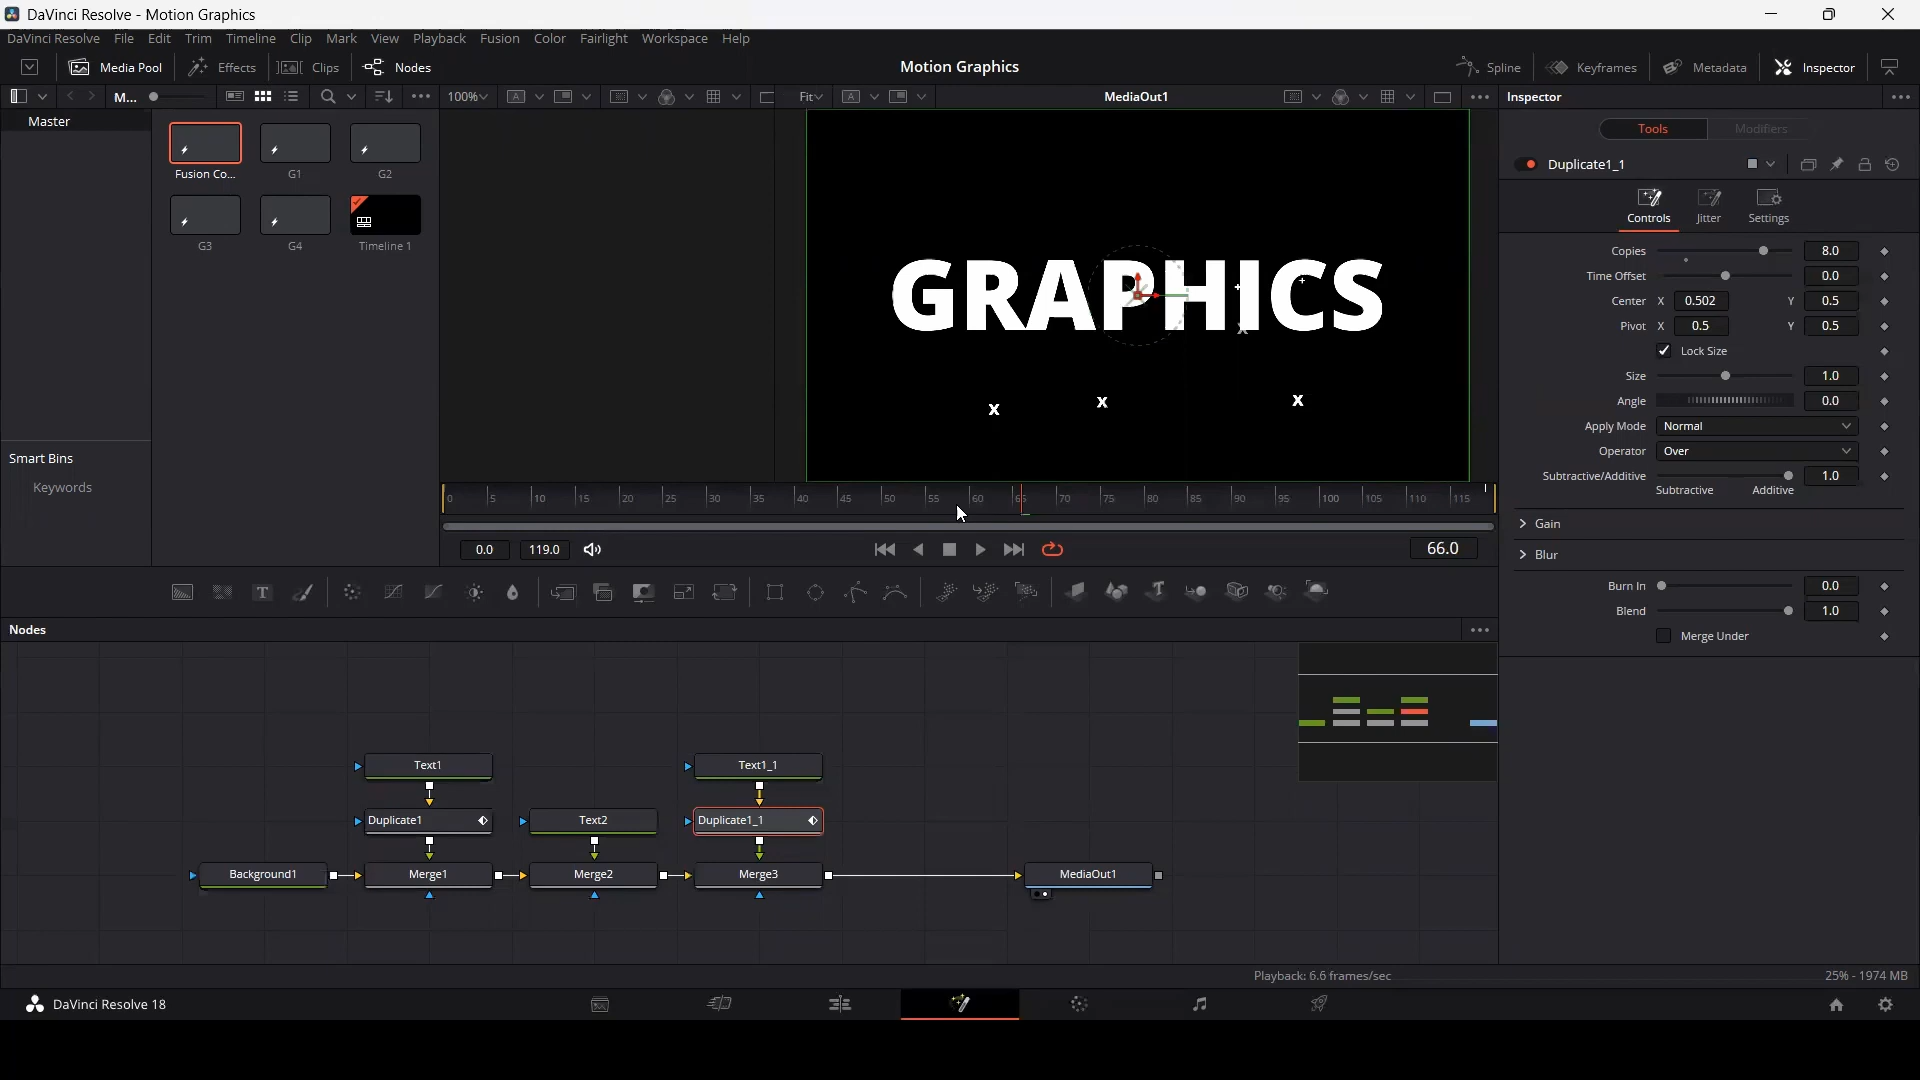 DaVinci Resolve - Motion Graphics
DaVinci Resolve File Edit Trim Timeline Clip Mark View Playback Fusion Color Fairlight Workspace Help
Media Pool Effects Clips Nodes Motion Graphics Spline Keyframes Metadata Inspector
M... 100% Fit MediaOut1 Inspector
Master
Tools Modifiers
Fusion Co... G1 G2
Duplicate1_1
G3 G4 Timeline 1
Controls Jitter Settings
GRAPHICS
x
x x x
Copies 8.0
Time Offset 0.0
Center X 0.502 Y 0.5
Pivot X 0.5 Y 0.5
Lock Size
Size 1.0
Angle 0.0
Apply Mode Normal
Operator Over
Subtractive/Additive 1.0
Subtractive Additive
Gain
Blur
Burn In 0.0
Blend 1.0
Merge Under
Smart Bins
Keywords
0 5 10 15 20 25 30 35 40 45 50 55 60 65 70 75 80 85 90 95 100 105 110 115
0.0 119.0 66.0
T T
Nodes
Text1 Text1_1
Duplicate1 Text2 Duplicate1_1
Background1 Merge1 Merge2 Merge3 MediaOut1
Playback: 6.6 frames/sec 25% - 1974 MB
DaVinci Resolve 18